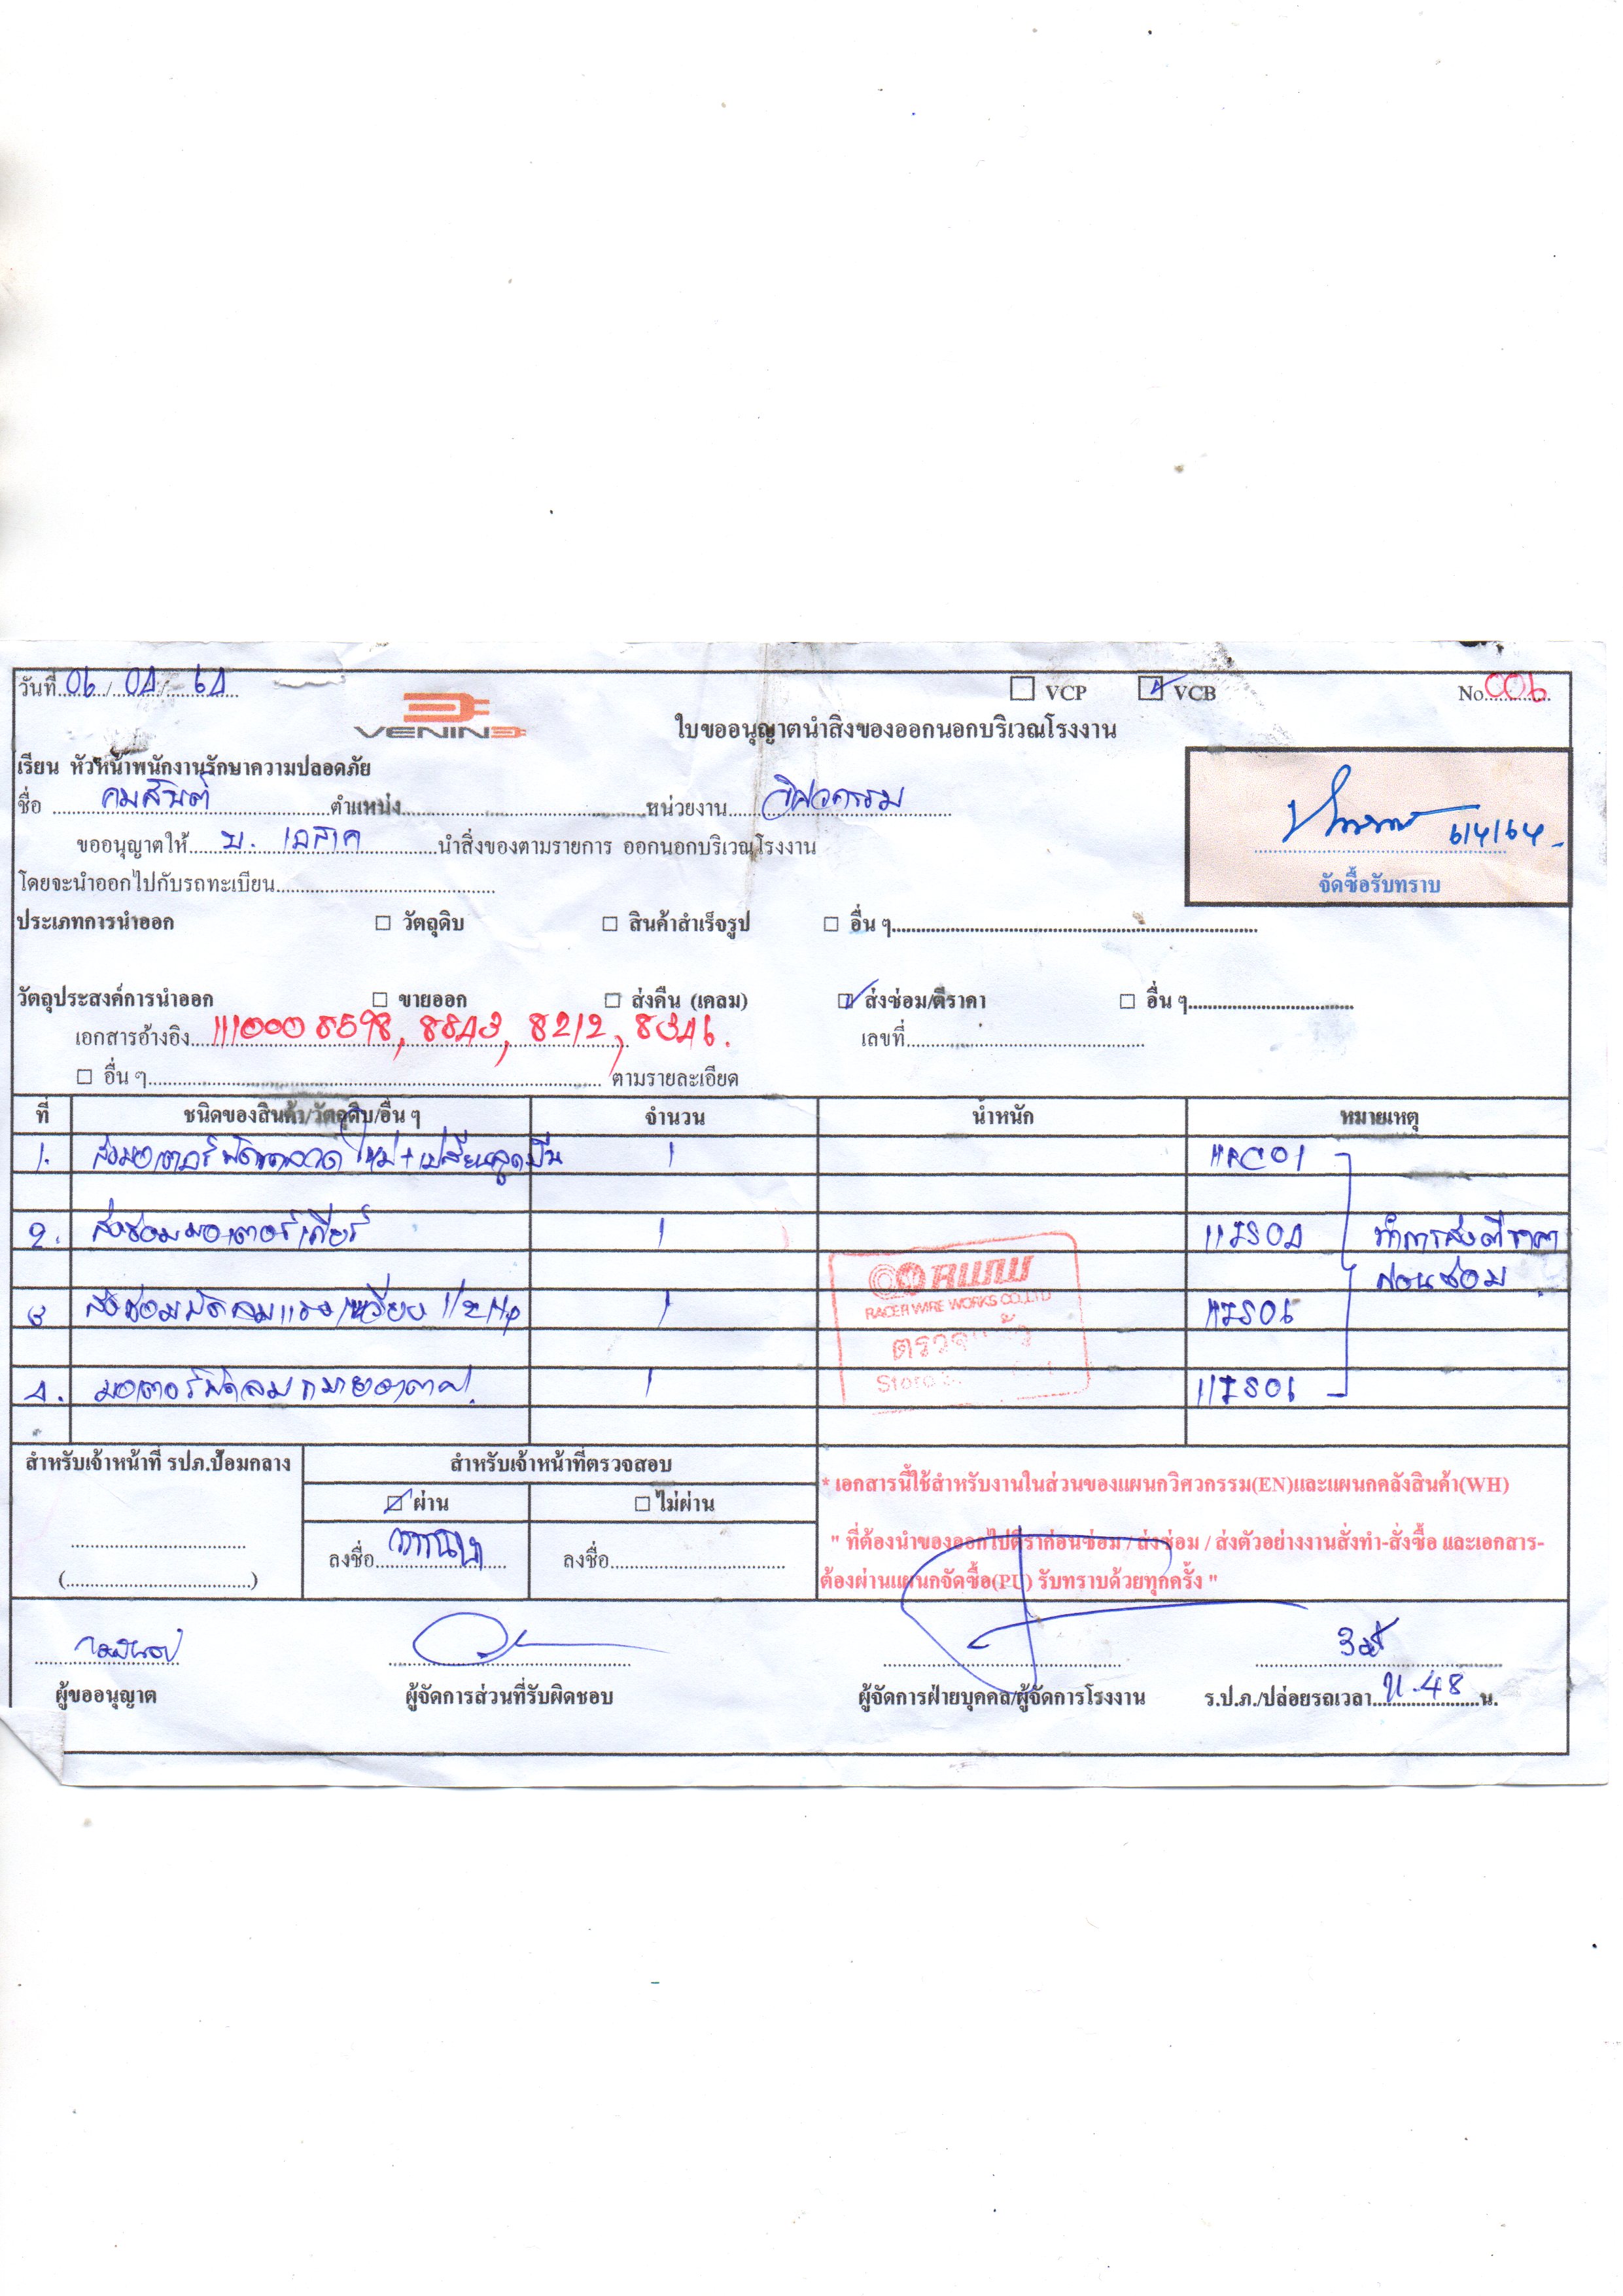 วันที่ 06 / 04 / 64 VCP VCB No. 006
VENINE
ใบขออนุญาตนำสิ่งของออกนอกบริเวณโรงงาน
เรียน หัวหน้าพนักงานรักษาความปลอดภัย
ชื่อ คมสันต์ ตำแหน่ง หน่วยงาน วิศวกรรม
6/4/64
ขออนุญาตให้ บ. นำสิ่งของตามรายการ ออกนอกบริเวณโรงงาน
โดยจะนำออกไปกับรถทะเบียน
จัดซื้อรับทราบ
ประเภทการนำออก วัตถุดิบ สินค้าสำเร็จรูป อื่น ๆ
วัตถุประสงค์การนำออก ขายออก ส่งคืน (เคลม) ส่งซ่อม/ตีราคา อื่น ๆ
เอกสารอ้างอิง 1110008598, 8843, 8212, 8346. เลขที่
อื่น ๆ ตามรายละเอียด
ที่ ชนิดของสินค้า/วัตถุดิบ/อื่น ๆ จำนวน น้ำหนัก หมายเหตุ
1. ส่งมอเตอร์พันขดลวดใหม่+เปลี่ยนลูกปืน 1
2. ส่งซ่อมมอเตอร์เกียร์ 1 11IS04 ทำการส่งตีราคา
ก่อนซ่อม
3 ส่งซ่อมพัดลมแรงเหวี่ยง 1/2 Hp 1 11IS06
4. มอเตอร์พัดลมระบายอากาศ 1 11IS06
RACER WIRE WORKS CO.,LTD
ตรวจแล้ว
Store
สำหรับเจ้าหน้าที่ รปภ.ป้อมกลาง สำหรับเจ้าหน้าที่ตรวจสอบ
ผ่าน ไม่ผ่าน
ลงชื่อ ลงชื่อ
* เอกสารนี้ใช้สำหรับงานในส่วนของแผนกวิศวกรรม(EN)และแผนกคลังสินค้า(WH)
" ที่ต้องนำของออกไปตีราก่อนซ่อม / ส่งซ่อม / ส่งตัวอย่างงานสั่งทำ-สั่งซื้อ และเอกสาร-
ต้องผ่านแผนกจัดซื้อ(PU) รับทราบด้วยทุกครั้ง "
ผู้ขออนุญาต ผู้จัดการส่วนที่รับผิดชอบ ผู้จัดการฝ่ายบุคคล/ผู้จัดการโรงงาน ร.ป.ภ./ปล่อยรถเวลา น.